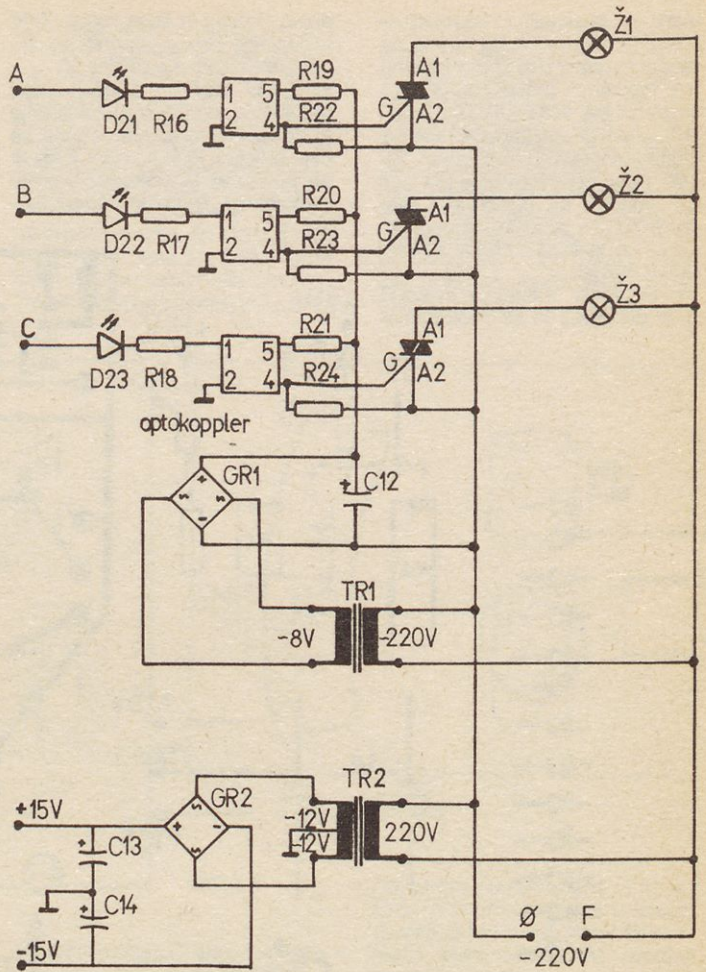 Ž1
A
R19
A1
1
5
G
D21
R16
2
4
R22
A2
B
R20
Ž2
1
5
A1
G
D22
R17
2
4
R23
A2
C
R21
Ž3
1
5
A1
G
D23
R18
2
4
R24
A2
optokoppler
GR1
+
~
~
-
+
C12
TR1
~8V
~220V
TR2
GR2
~
+15V
+
-
~12V
220V
~12V
+
C13
~
+
C14
-15V
Ø
F
~220V